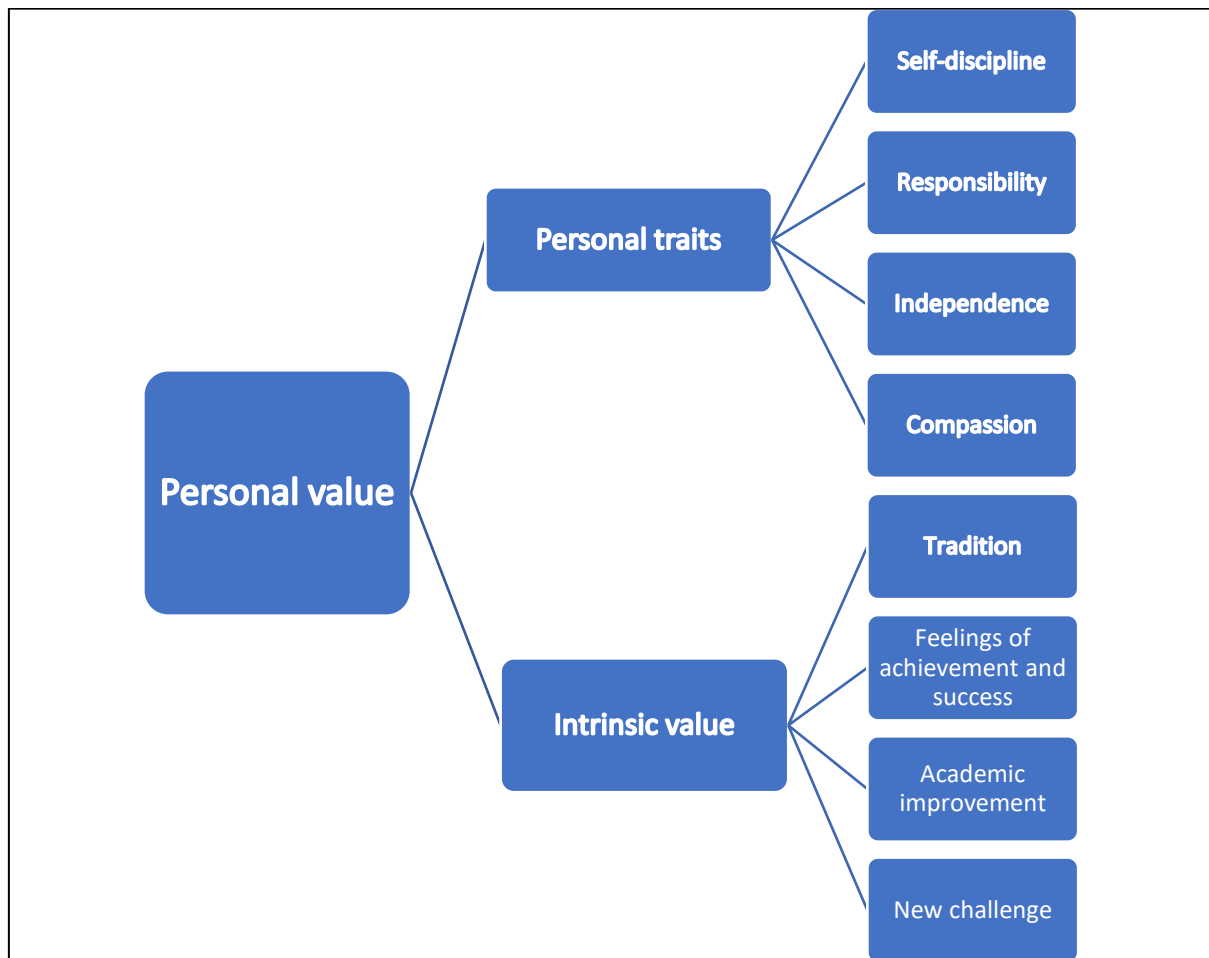 Personal value
Personal traits
Self-discipline
Responsibility
Independence
Compassion
Intrinsic value
Tradition
Feelings of
achievement and
success
Academic
improvement
New challenge